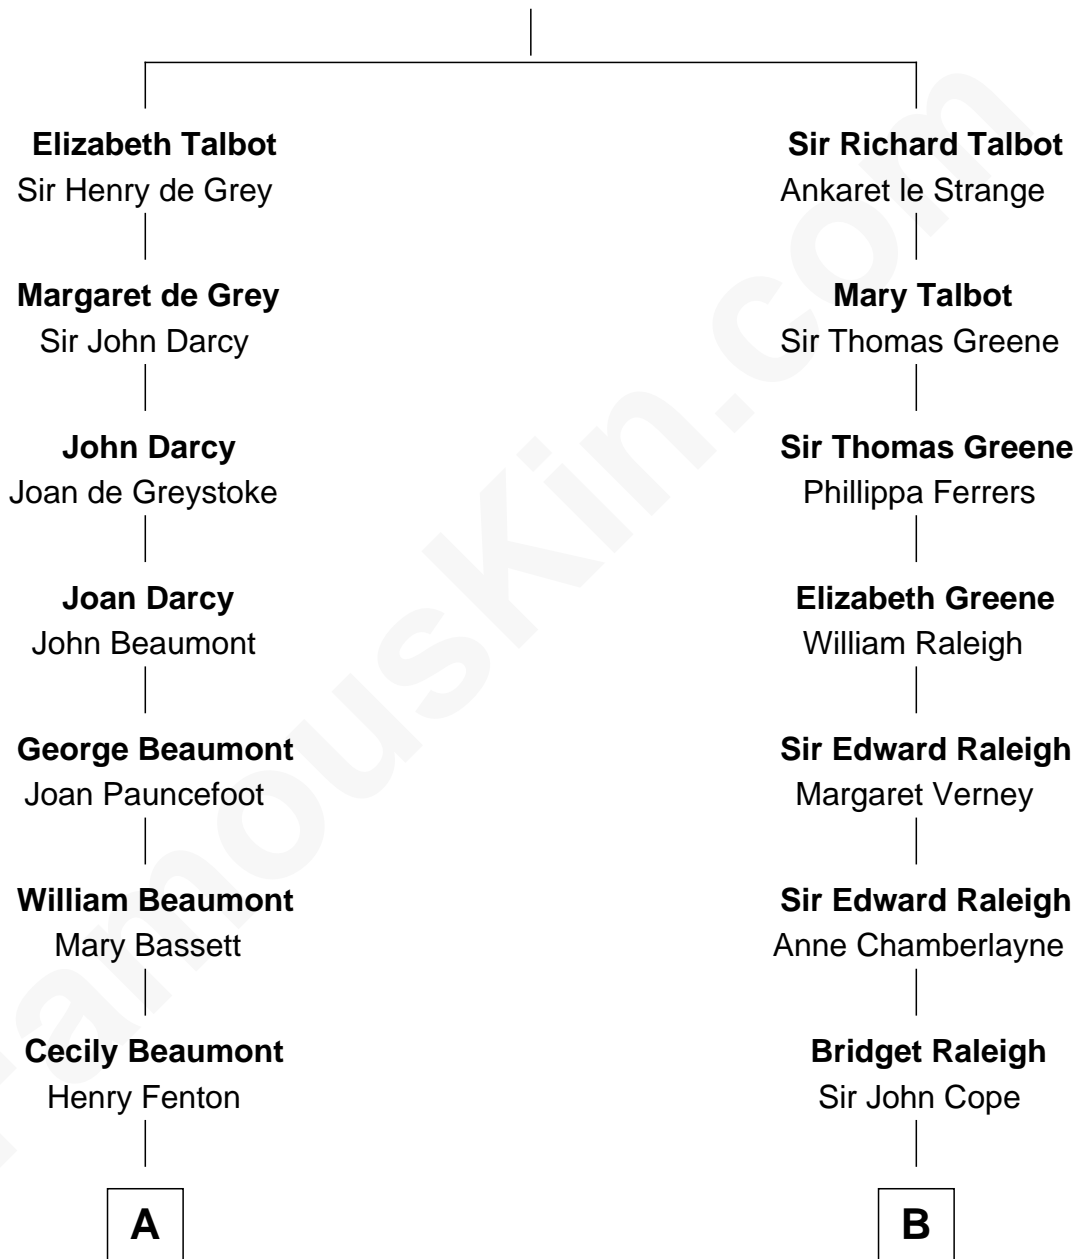 Elizabeth Talbot
Sir Henry de Grey
Margaret de Grey
Sir John Darcy
John Darcy
Joan de Greystoke
Joan Darcy
John Beaumont
George Beaumont
Joan Pauncefoot
William Beaumont
Mary Bassett
Cecily Beaumont
Henry Fenton
A
Sir Richard Talbot
Ankaret le Strange
Mary Talbot
Sir Thomas Greene
Sir Thomas Greene
Phillippa Ferrers
Elizabeth Greene
William Raleigh
Sir Edward Raleigh
Margaret Verney
Sir Edward Raleigh
Anne Chamberlayne
Bridget Raleigh
Sir John Cope
B
FamousKin.com